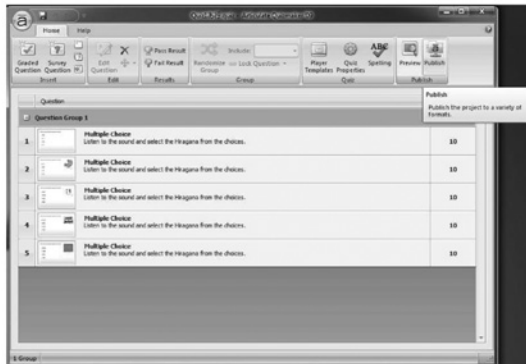 Home Help
Graded Question
Survey Question
Edit Question
Pass Result
Fail Result
Randomize Group
Include:
Lock Question
Player Templates
Quiz Properties
ABC
Spelling
Preview
Publish
Insert Edit Results Group Quiz Publish
Publish
Publish the project to a variety of formats.
Question
Question Group 1
1 Multiple Choice 10
Listen to the sound and select the Hiragana from the choices.
2 Multiple Choice 10
Listen to the sound and select the Hiragana from the choices.
3 Multiple Choice 10
Listen to the sound and select the Hiragana from the choices.
4 Multiple Choice 10
Listen to the sound and select the Hiragana from the choices.
5 Multiple Choice 10
Listen to the sound and select the Hiragana from the choices.
1 Group